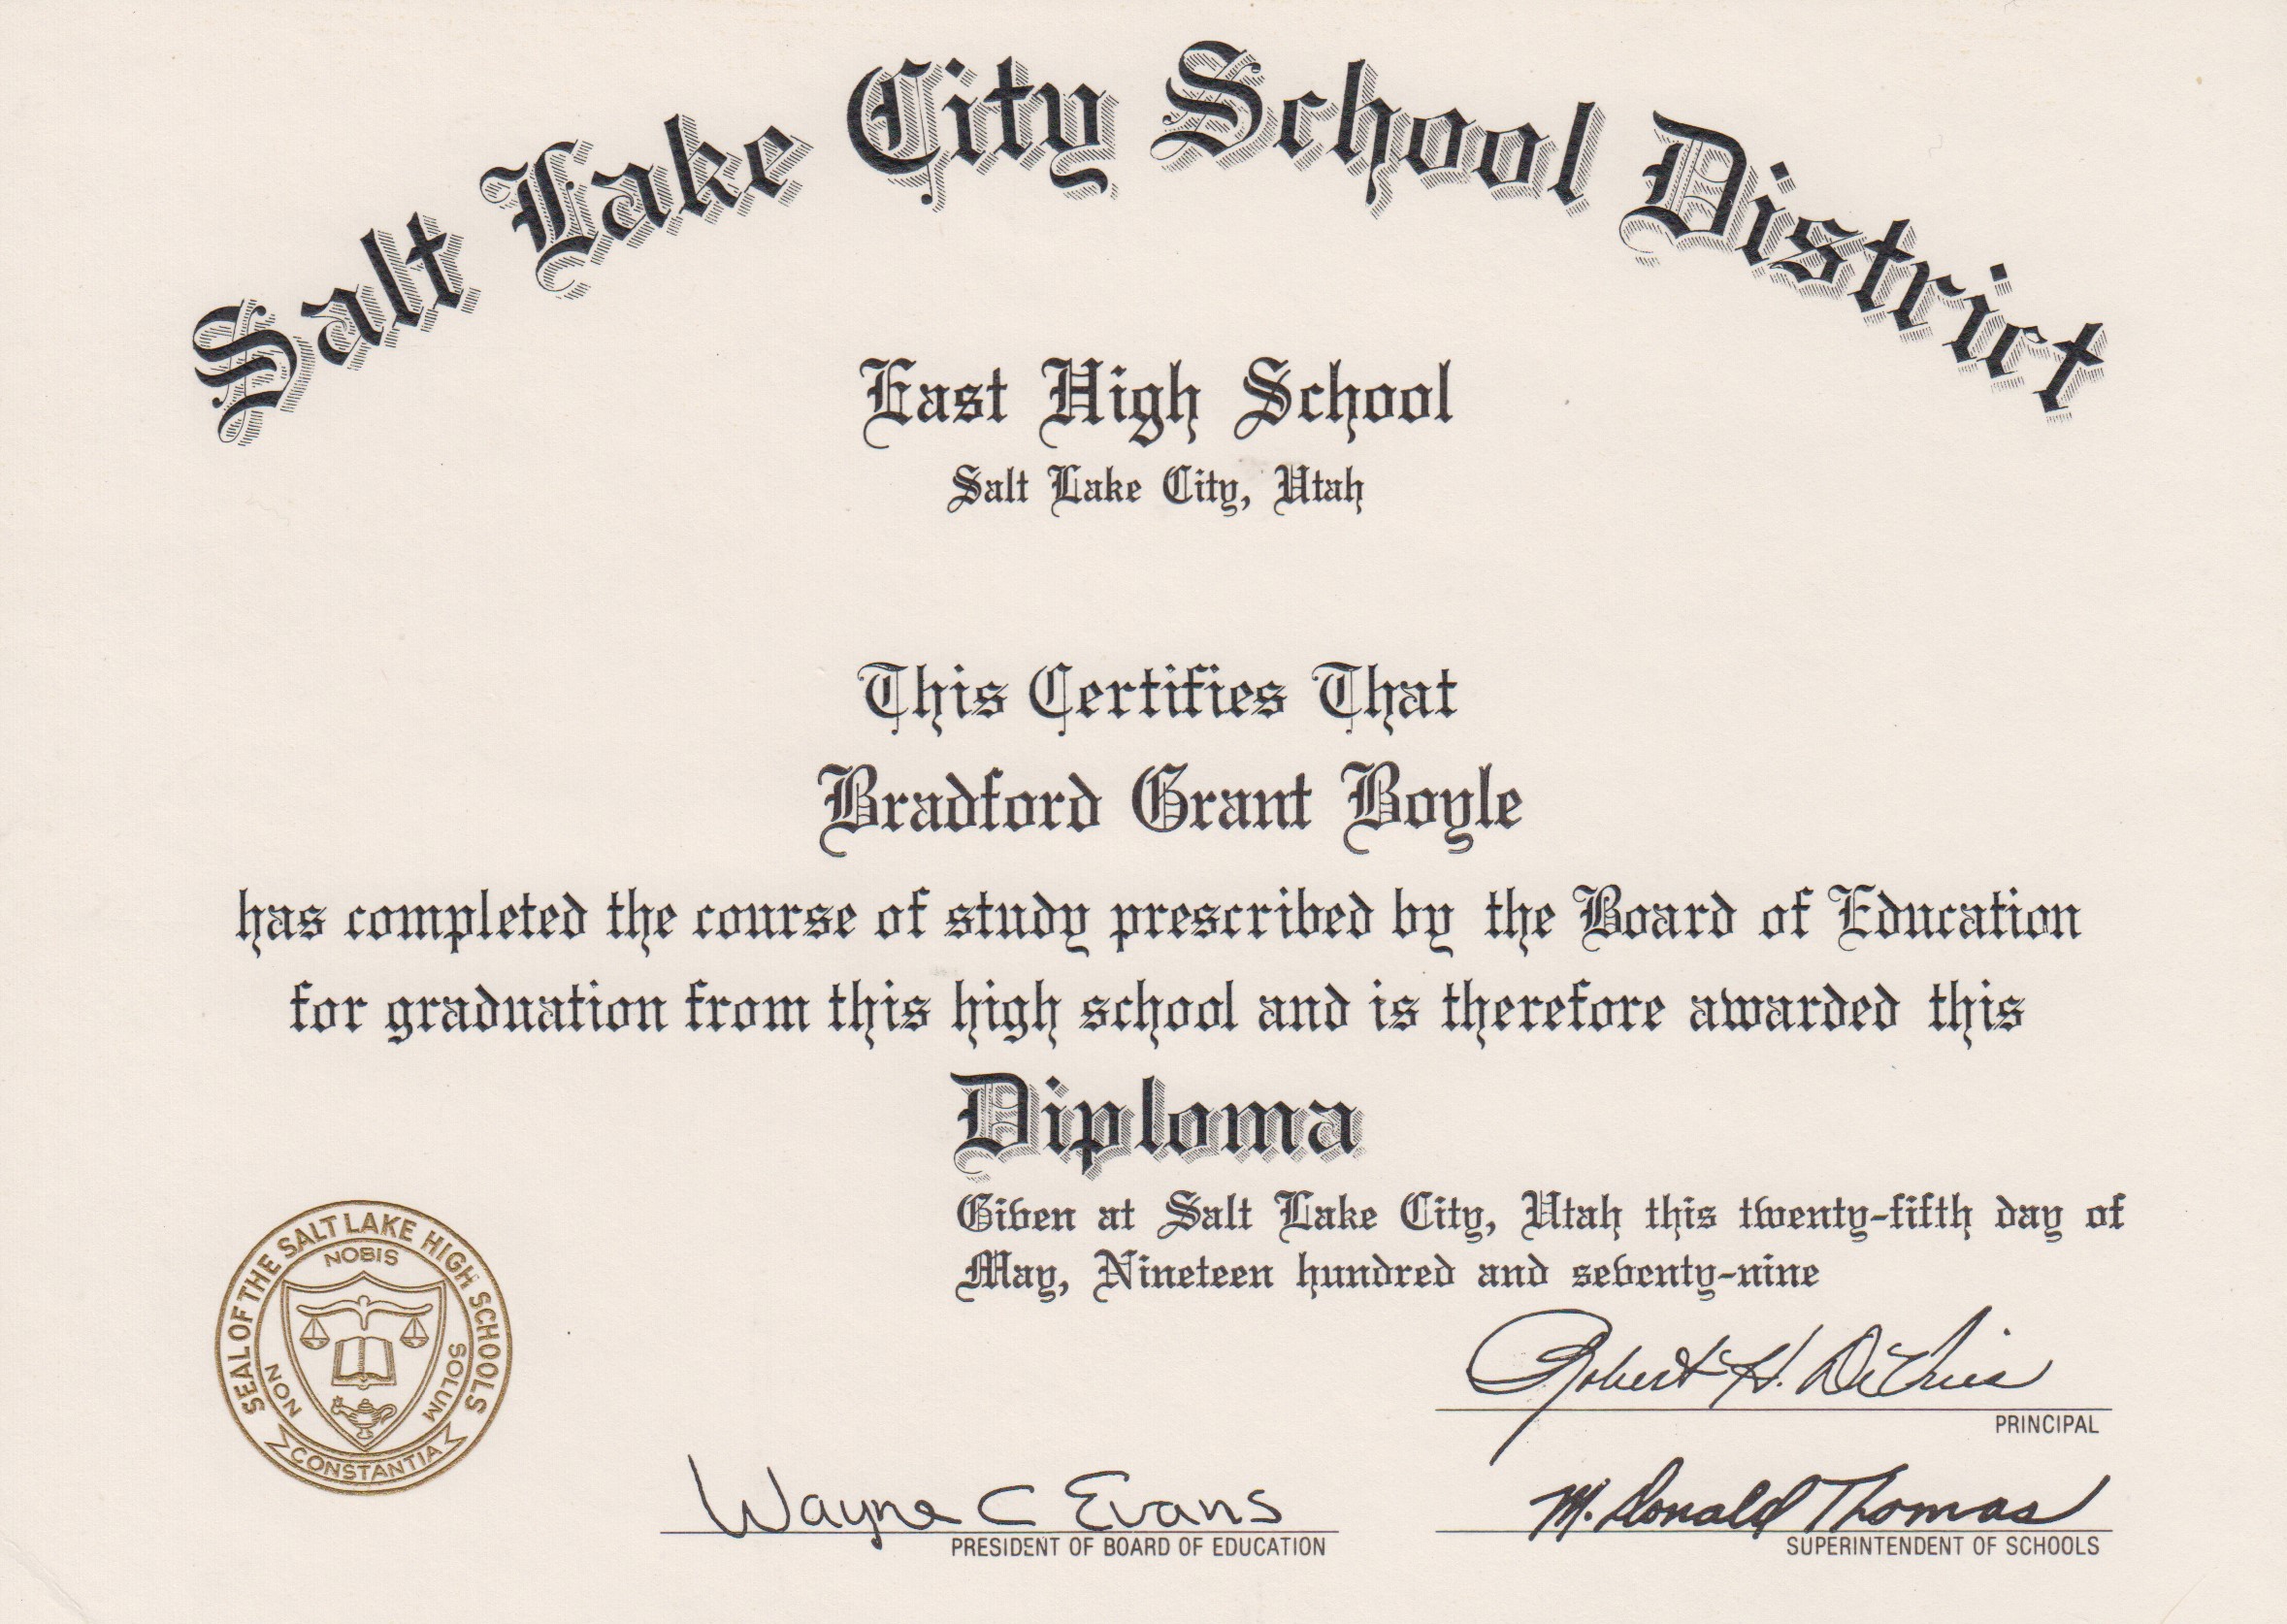 Salt Lake City School District
East High School
Salt Lake City, Utah
This Certifies That
Bradford Grant Boyle
has completed the course of study prescribed by the Board of Education
for graduation from this high school and is therefore awarded this
Diploma
Given at Salt Lake City, Utah this twenty-fifth day of
May, Nineteen hundred and seventy-nine
SEAL OF THE SALT LAKE HIGH SCHOOLS
NON NOBIS SOLUM
CONSTANTIA
Robert H.
PRINCIPAL
Wayne C Evans
PRESIDENT OF BOARD OF EDUCATION
M. Donald Thomas
SUPERINTENDENT OF SCHOOLS